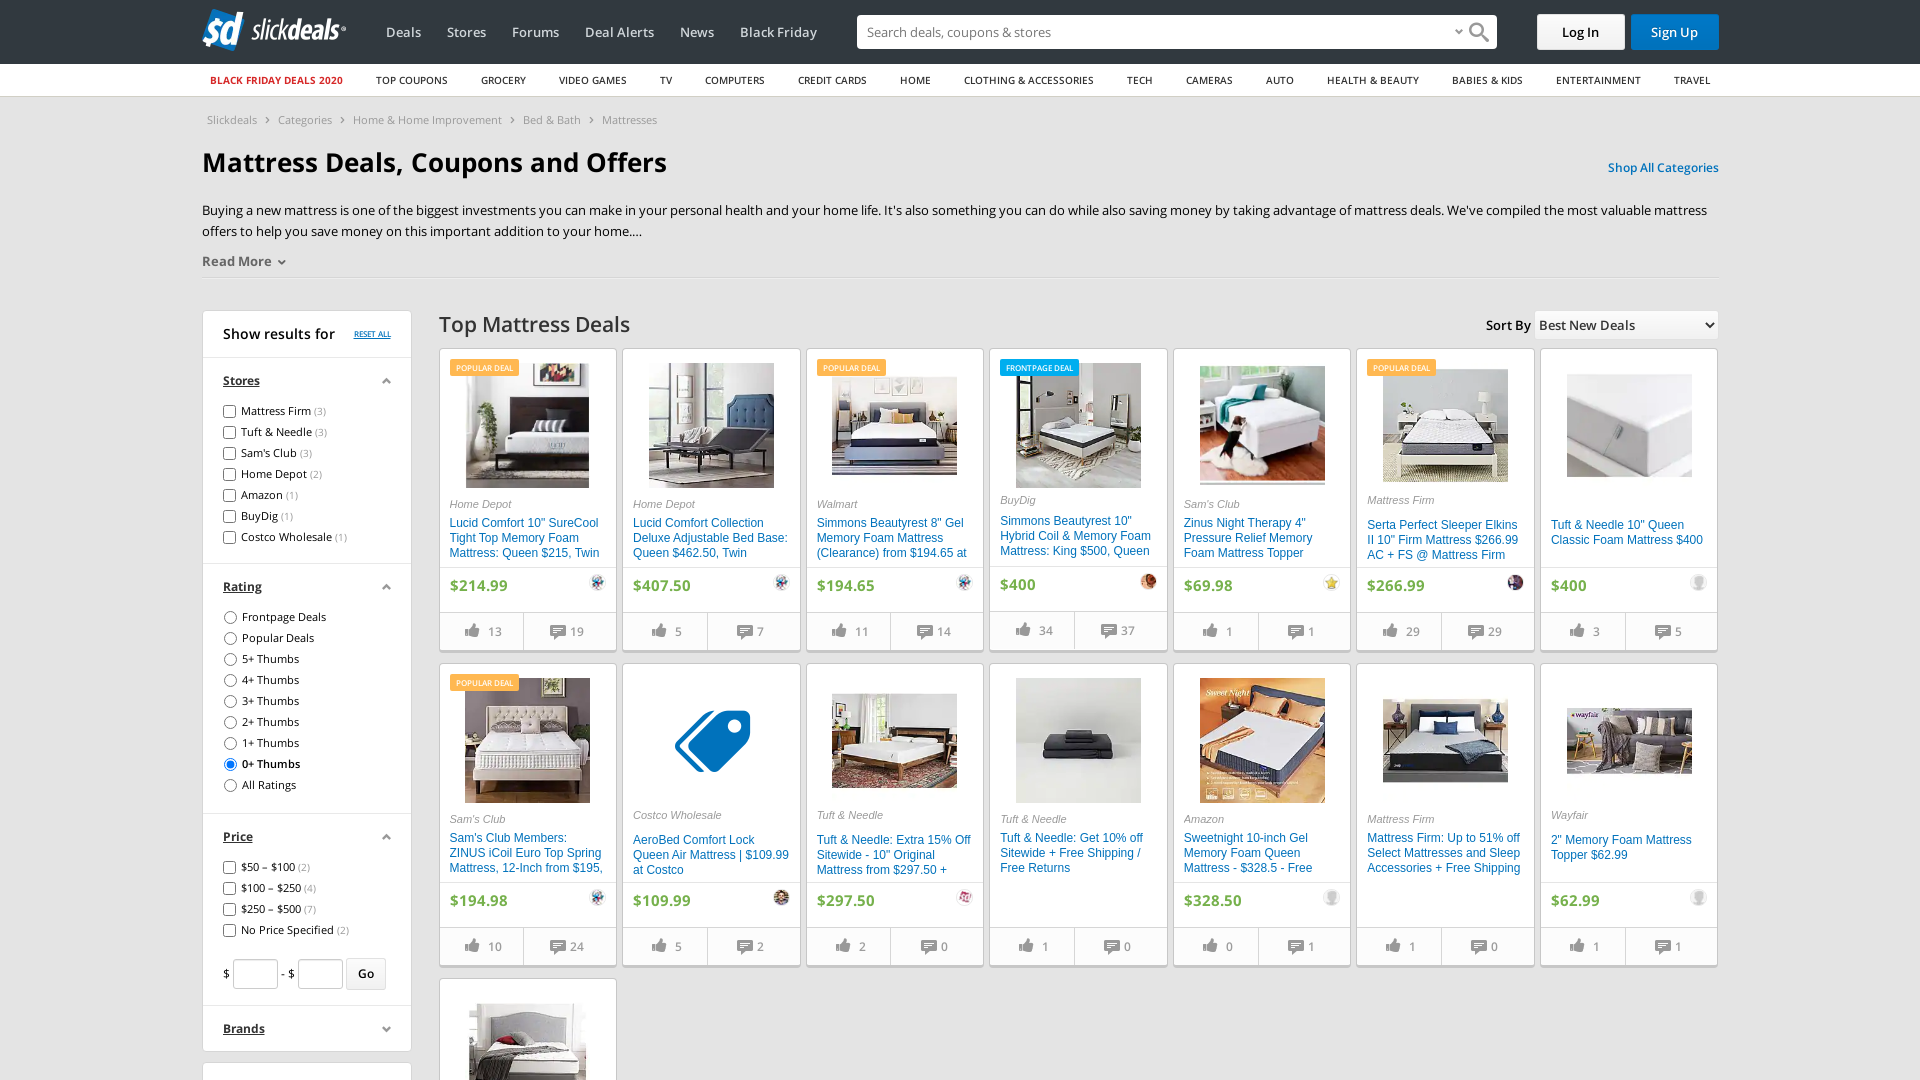 slickdeals
Deals
Stores
Forums
Deal Alerts
News
Black Friday
Search deals, coupons & stores
Log In
Sign Up
BLACK FRIDAY DEALS 2020
TOP COUPONS
GROCERY
VIDEO GAMES
TV
COMPUTERS
CREDIT CARDS
HOME
CLOTHING & ACCESSORIES
TECH
CAMERAS
AUTO
HEALTH & BEAUTY
BABIES & KIDS
ENTERTAINMENT
TRAVEL
Slickdeals > Categories > Home & Home Improvement > Bed & Bath > Mattresses
Mattress Deals, Coupons and Offers
Shop All Categories
Buying a new mattress is one of the biggest investments you can make in your personal health and your home life. It's also something you can do while also saving money by taking advantage of mattress deals. We've compiled the most valuable mattress
offers to help you save money on this important addition to your home....
Read More
Show results for
RESET ALL
Stores
Mattress Firm (3)
Tuft & Needle (3)
Sam's Club (3)
Home Depot (2)
Amazon (1)
BuyDig (1)
Costco Wholesale (1)
Rating
Frontpage Deals
Popular Deals
5+ Thumbs
4+ Thumbs
3+ Thumbs
2+ Thumbs
1+ Thumbs
0+ Thumbs
All Ratings
Price
$50 – $100 (2)
$100 – $250 (4)
$250 – $500 (7)
No Price Specified (2)
$ - $ Go
Brands
Top Mattress Deals
Sort By Best New Deals
POPULAR DEAL
Home Depot
Lucid Comfort 10" SureCool
Tight Top Memory Foam
Mattress: Queen $215, Twin
$214.99
13
19
Home Depot
Lucid Comfort Collection
Deluxe Adjustable Bed Base:
Queen $462.50, Twin
$407.50
5
7
POPULAR DEAL
Walmart
Simmons Beautyrest 8" Gel
Memory Foam Mattress
(Clearance) from $194.65 at
$194.65
11
14
FRONTPAGE DEAL
BuyDig
Simmons Beautyrest 10"
Hybrid Coil & Memory Foam
Mattress: King $500, Queen
$400
34
37
Sam's Club
Zinus Night Therapy 4"
Pressure Relief Memory
Foam Mattress Topper
$69.98
1
1
POPULAR DEAL
Mattress Firm
Serta Perfect Sleeper Elkins
II 10" Firm Mattress $266.99
AC + FS @ Mattress Firm
$266.99
29
29
Tuft & Needle 10" Queen
Classic Foam Mattress $400
$400
3
5
POPULAR DEAL
Sam's Club
Sam's Club Members:
ZINUS iCoil Euro Top Spring
Mattress, 12-Inch from $195,
$194.98
10
24
Costco Wholesale
AeroBed Comfort Lock
Queen Air Mattress | $109.99
at Costco
$109.99
5
2
Tuft & Needle
Tuft & Needle: Extra 15% Off
Sitewide - 10" Original
Mattress from $297.50 +
$297.50
2
0
Tuft & Needle
Tuft & Needle: Get 10% off
Sitewide + Free Shipping /
Free Returns
1
0
Sweet Night
Amazon
Sweetnight 10-inch Gel
Memory Foam Queen
Mattress - $328.5 - Free
$328.50
0
1
Mattress Firm
Mattress Firm: Up to 51% off
Select Mattresses and Sleep
Accessories + Free Shipping
1
0
wayfair
Wayfair
2" Memory Foam Mattress
Topper $62.99
$62.99
1
1